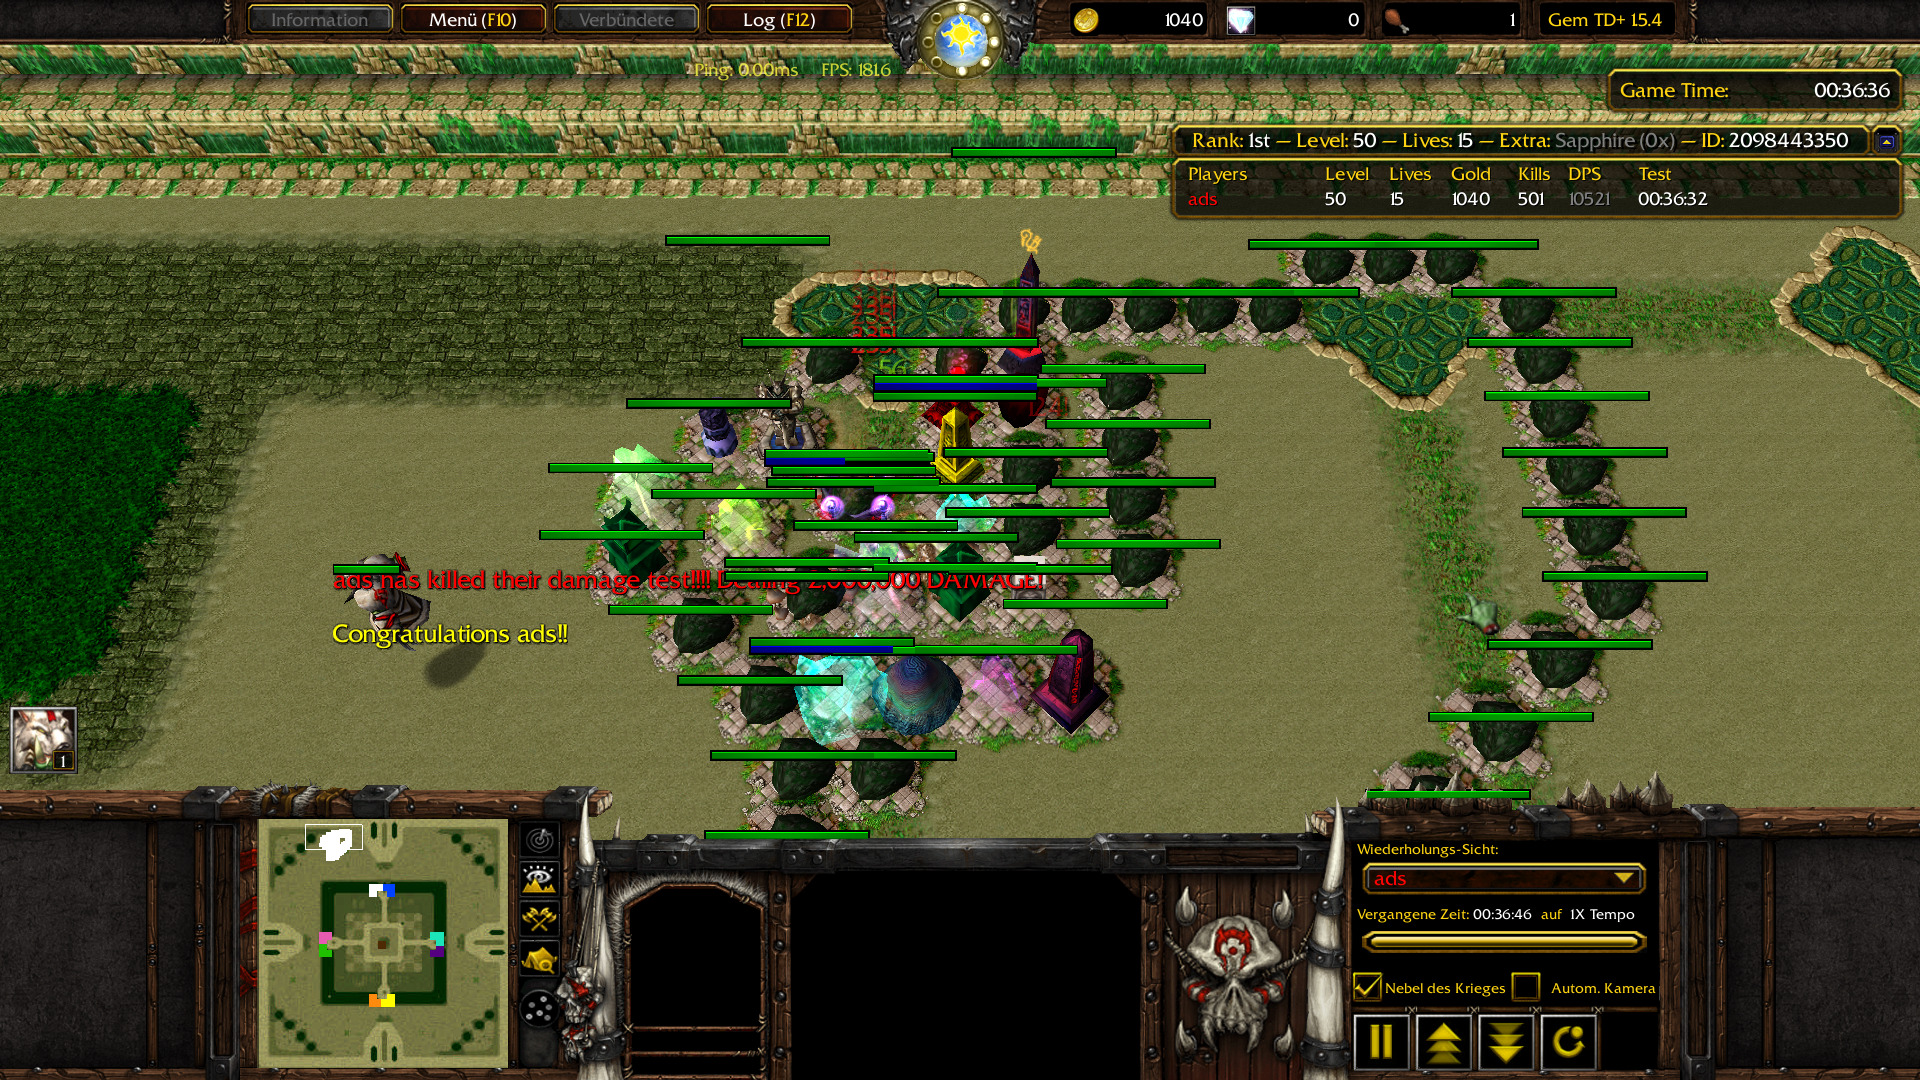 Information
Menü (F10)
Verbündete
Log (F12)
1040
0
1
Gem TD+ 1.5.4
Ping: 0.00ms FPS: 181.6
Game Time: 00:36:36
Rank: 1st – Level: 50 – Lives: 15 – Extra: Sapphire (0x) – ID: 2098443350
Players Level Lives Gold Kills DPS Test
ads 50 15 1040 501 10521 00:36:32
ads has killed their damage test!!!! Dealing DAMAGE!
Congratulations ads!!
1
Wiederholungs-Sicht:
ads
Vergangene Zeit: 00:36:46 auf 1X Tempo
Nebel des Krieges
Autom. Kamera